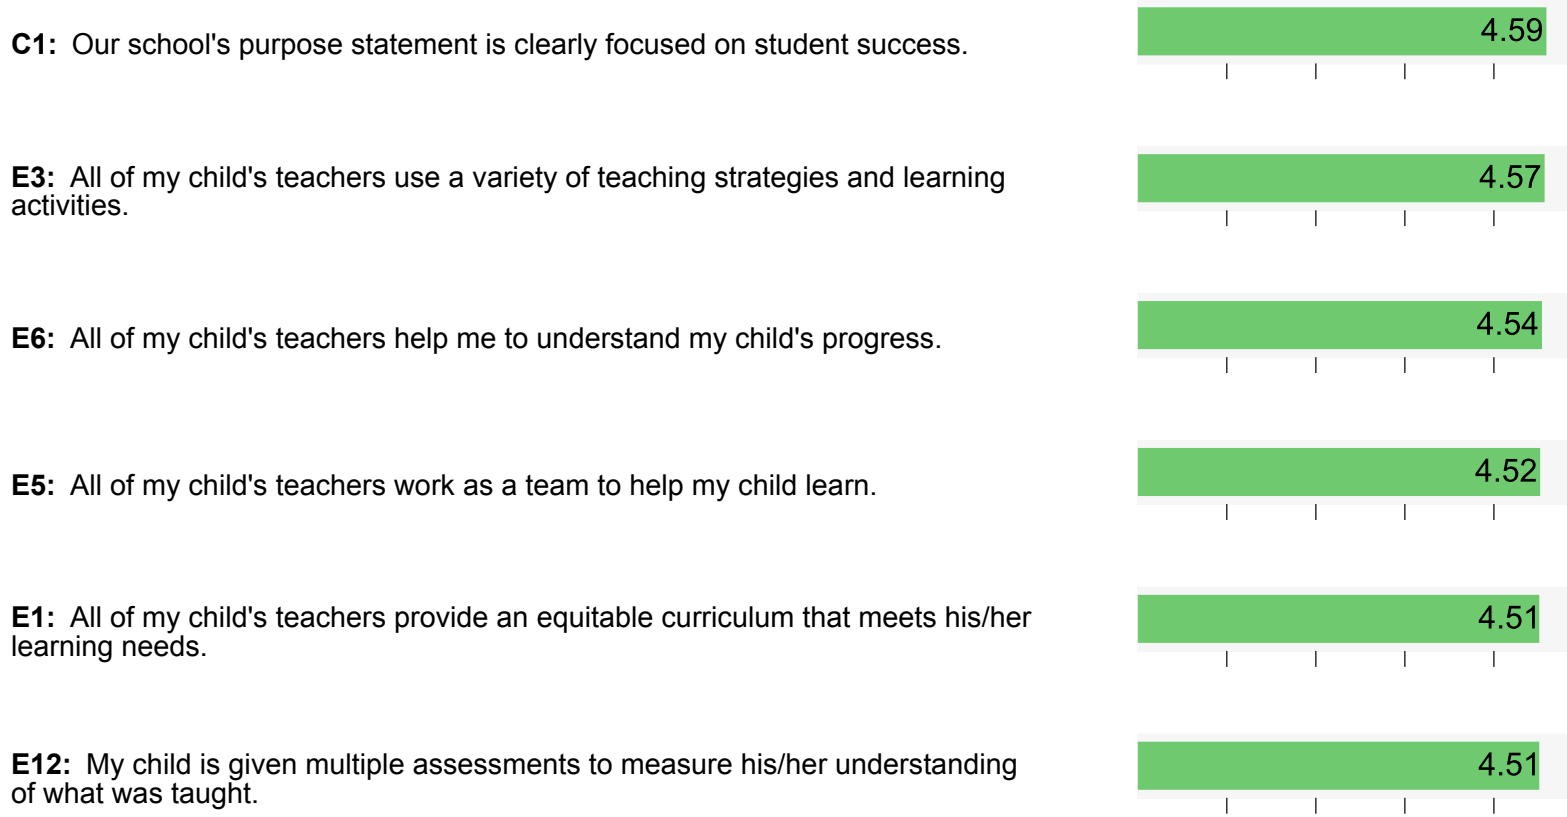 C1: Our school's purpose statement is clearly focused on student success.
4.59
E3: All of my child's teachers use a variety of teaching strategies and learning
activities.
4.57
E6: All of my child's teachers help me to understand my child's progress.
4.54
E5: All of my child's teachers work as a team to help my child learn.
4.52
E1: All of my child's teachers provide an equitable curriculum that meets his/her
learning needs.
4.51
E12: My child is given multiple assessments to measure his/her understanding
of what was taught.
4.51